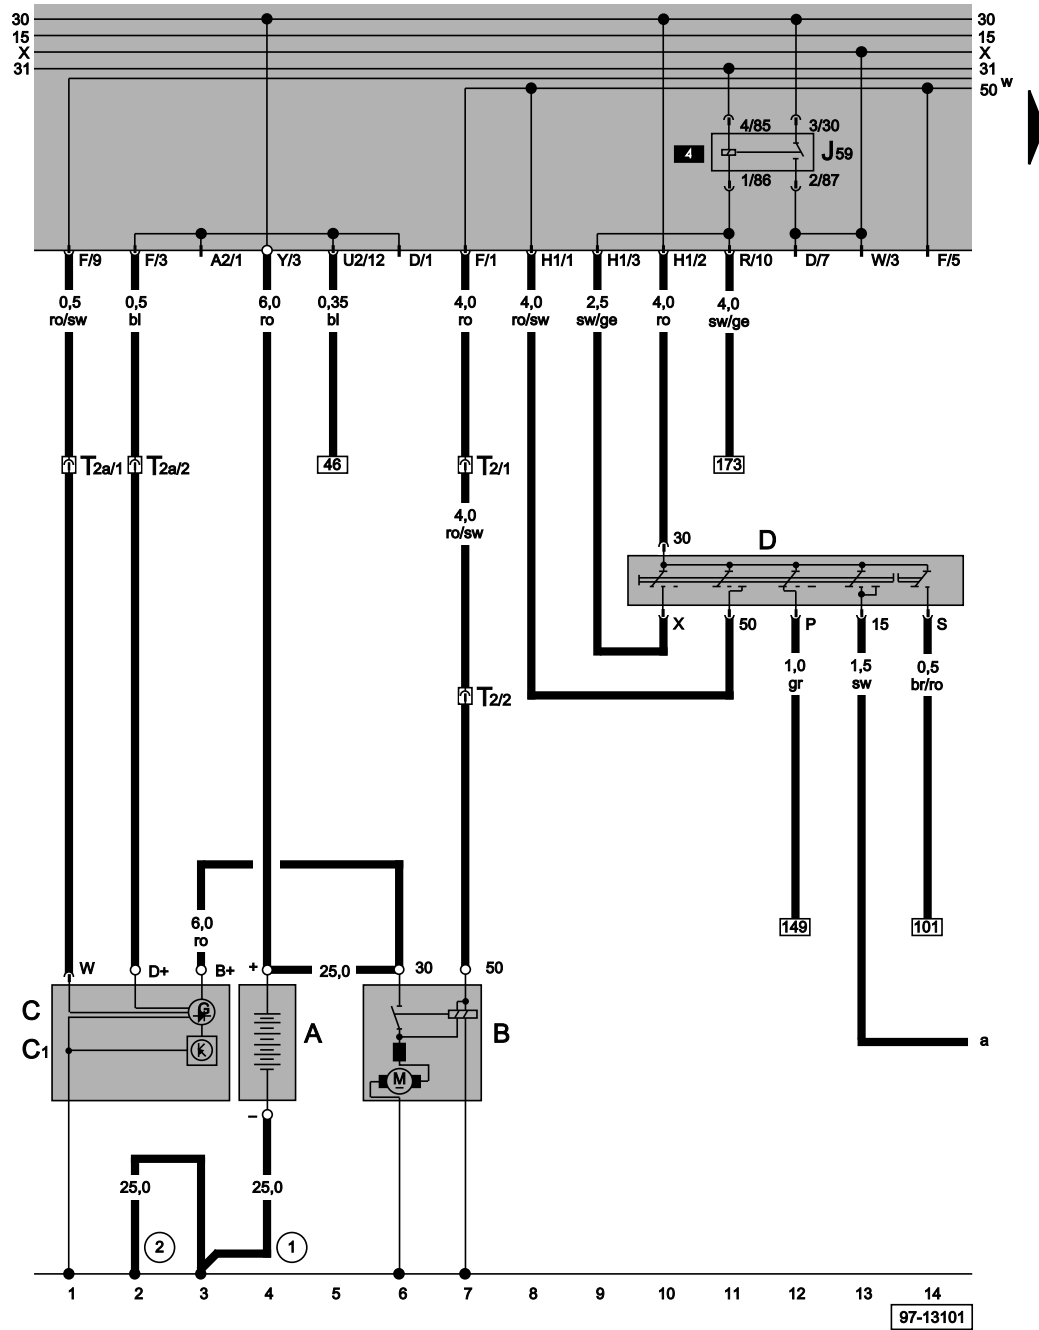 30 30
15 15
X X
31 31
w
50
4/85 3/30
4 J59
1/86 2/87
F/9 F/3 A2/1 Y/3 U2/12 D/1 F/1 H1/1 H1/3 H1/2 R/10 D/7 W/3 F/5
0,5 0,5 6,0 0,35 4,0 4,0 2,5 4,0 4,0
ro/sw bl ro bl ro ro/sw sw/ge ro sw/ge
T2a/1 T2a/2 46 T2/1 173
4,0
ro/sw
30 D
X 50 P 15 S
1,0 1,5 0,5
gr sw br/ro
T2/2
6,0
ro
149 101
W D+ B+ + 25,0 30 50
C G A B
C1 K M
a
–
25,0 25,0
2 1
1 2 3 4 5 6 7 8 9 10 11 12 13 14
97-13101